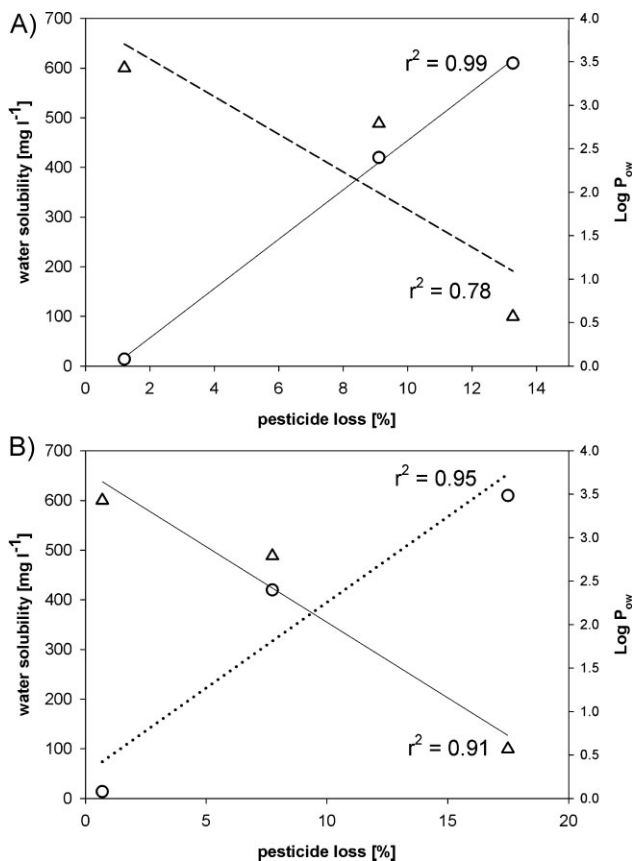 A)
water solubility [mg l⁻¹]
700
600
500
400
300
200
100
0
r² = 0.99
r² = 0.78
4.0
3.5
3.0
2.5
2.0
1.5
1.0
0.5
0.0
Log P_ow
0 2 4 6 8 10 12 14
pesticide loss [%]
B)
water solubility [mg l⁻¹]
700
600
500
400
300
200
100
0
r² = 0.95
r² = 0.91
4.0
3.5
3.0
2.5
2.0
1.5
1.0
0.5
0.0
Log P_ow
0 5 10 15 20
pesticide loss [%]